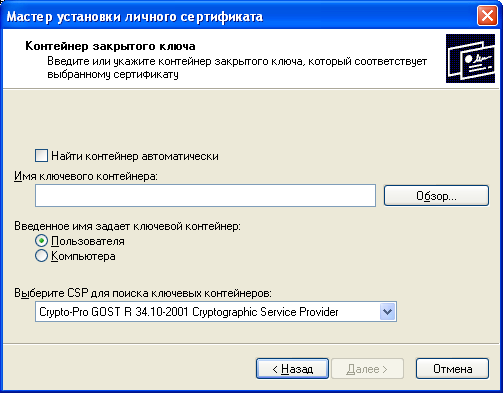 Мастер установки личного сертификата
Контейнер закрытого ключа
Введите или укажите контейнер закрытого ключа, который соответствует
выбранному сертификату
Найти контейнер автоматически
Имя ключевого контейнера:
Обзор...
Введенное имя задает ключевой контейнер:
Пользователя
Компьютера
Выберите CSP для поиска ключевых контейнеров:
Crypto-Pro GOST R 34.10-2001 Cryptographic Service Provider
< Назад
Далее >
Отмена